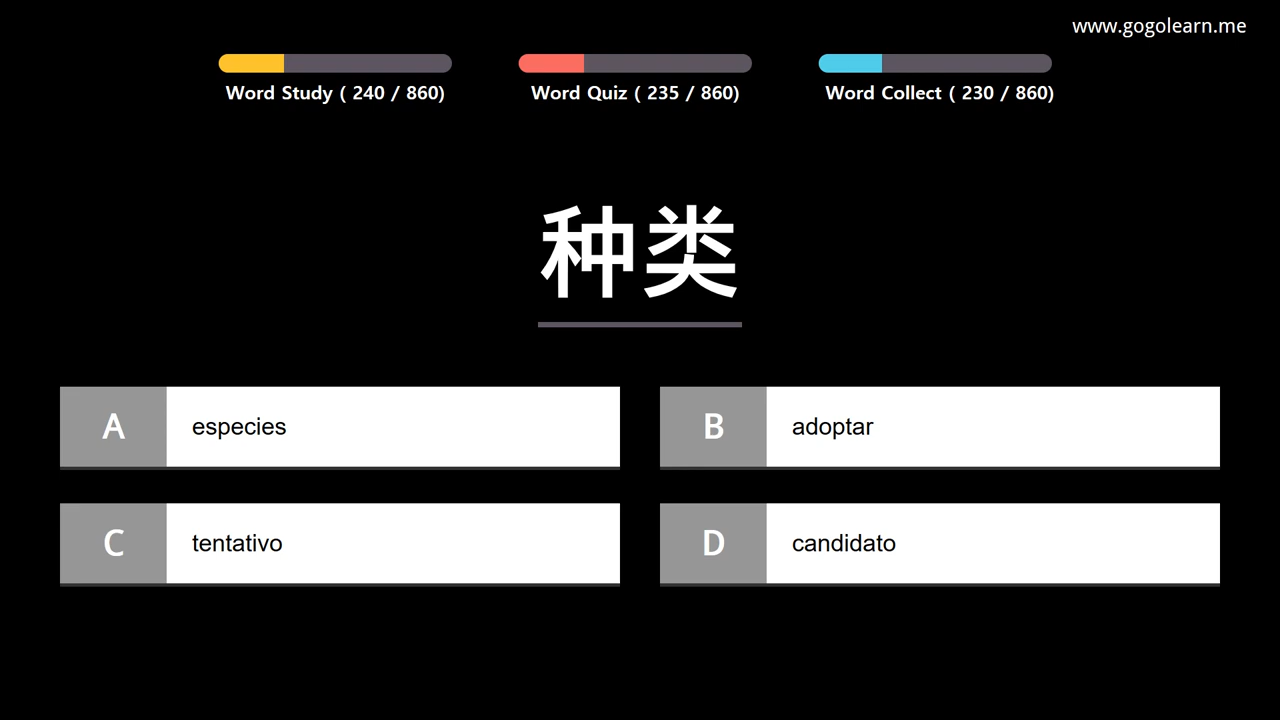 www.gogolearn.me
Word Study ( 240 / 860)
Word Quiz ( 235 / 860)
Word Collect ( 230 / 860)
种类
A especies
B adoptar
C tentativo
D candidato